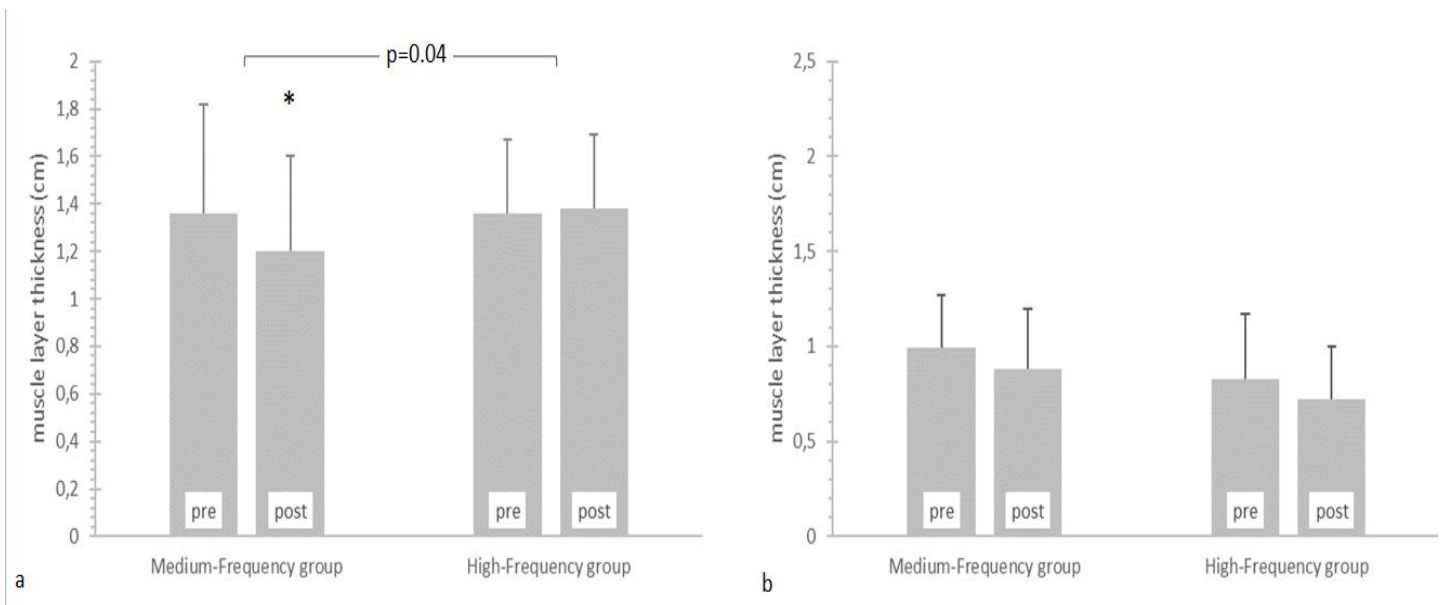 p=0.04
*
muscle layer thickness (cm)
2
1,8
1,6
1,4
1,2
1
0,8
0,6
0,4
0,2
0
pre
post
pre
post
Medium-Frequency group
High-Frequency group
a
muscle layer thickness (cm)
2,5
2
1,5
1
0,5
0
pre
post
pre
post
Medium-Frequency group
High-Frequency group
b